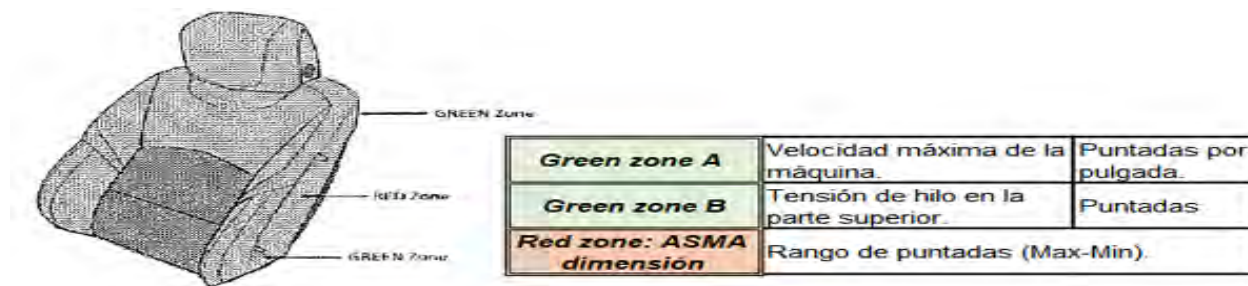 GREEN Zone
RED Zone
GREEN Zone
Green zone A
Velocidad máxima de la
máquina.
Puntadas por
pulgada.
Green zone B
Tensión de hilo en la
parte superior.
Puntadas
Red zone: ASMA
dimensión
Rango de puntadas (Max-Min).